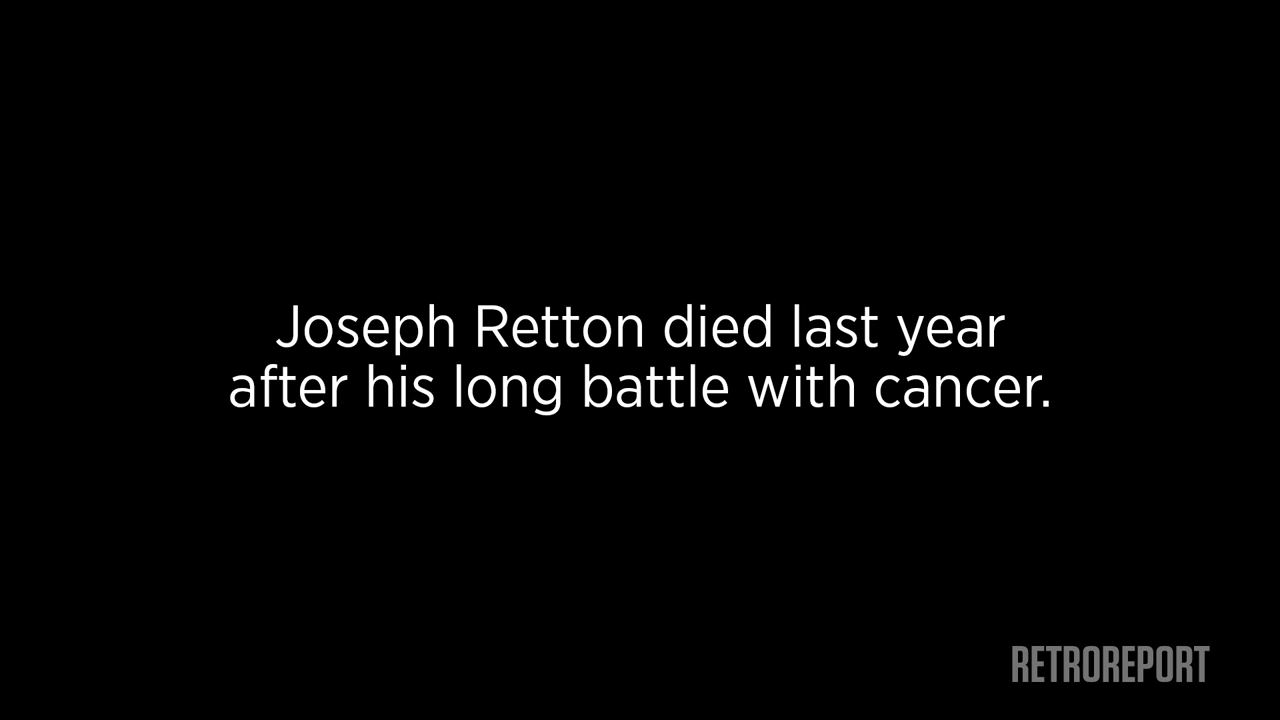 Joseph Retton died last year
after his long battle with cancer.
RETROREPORT